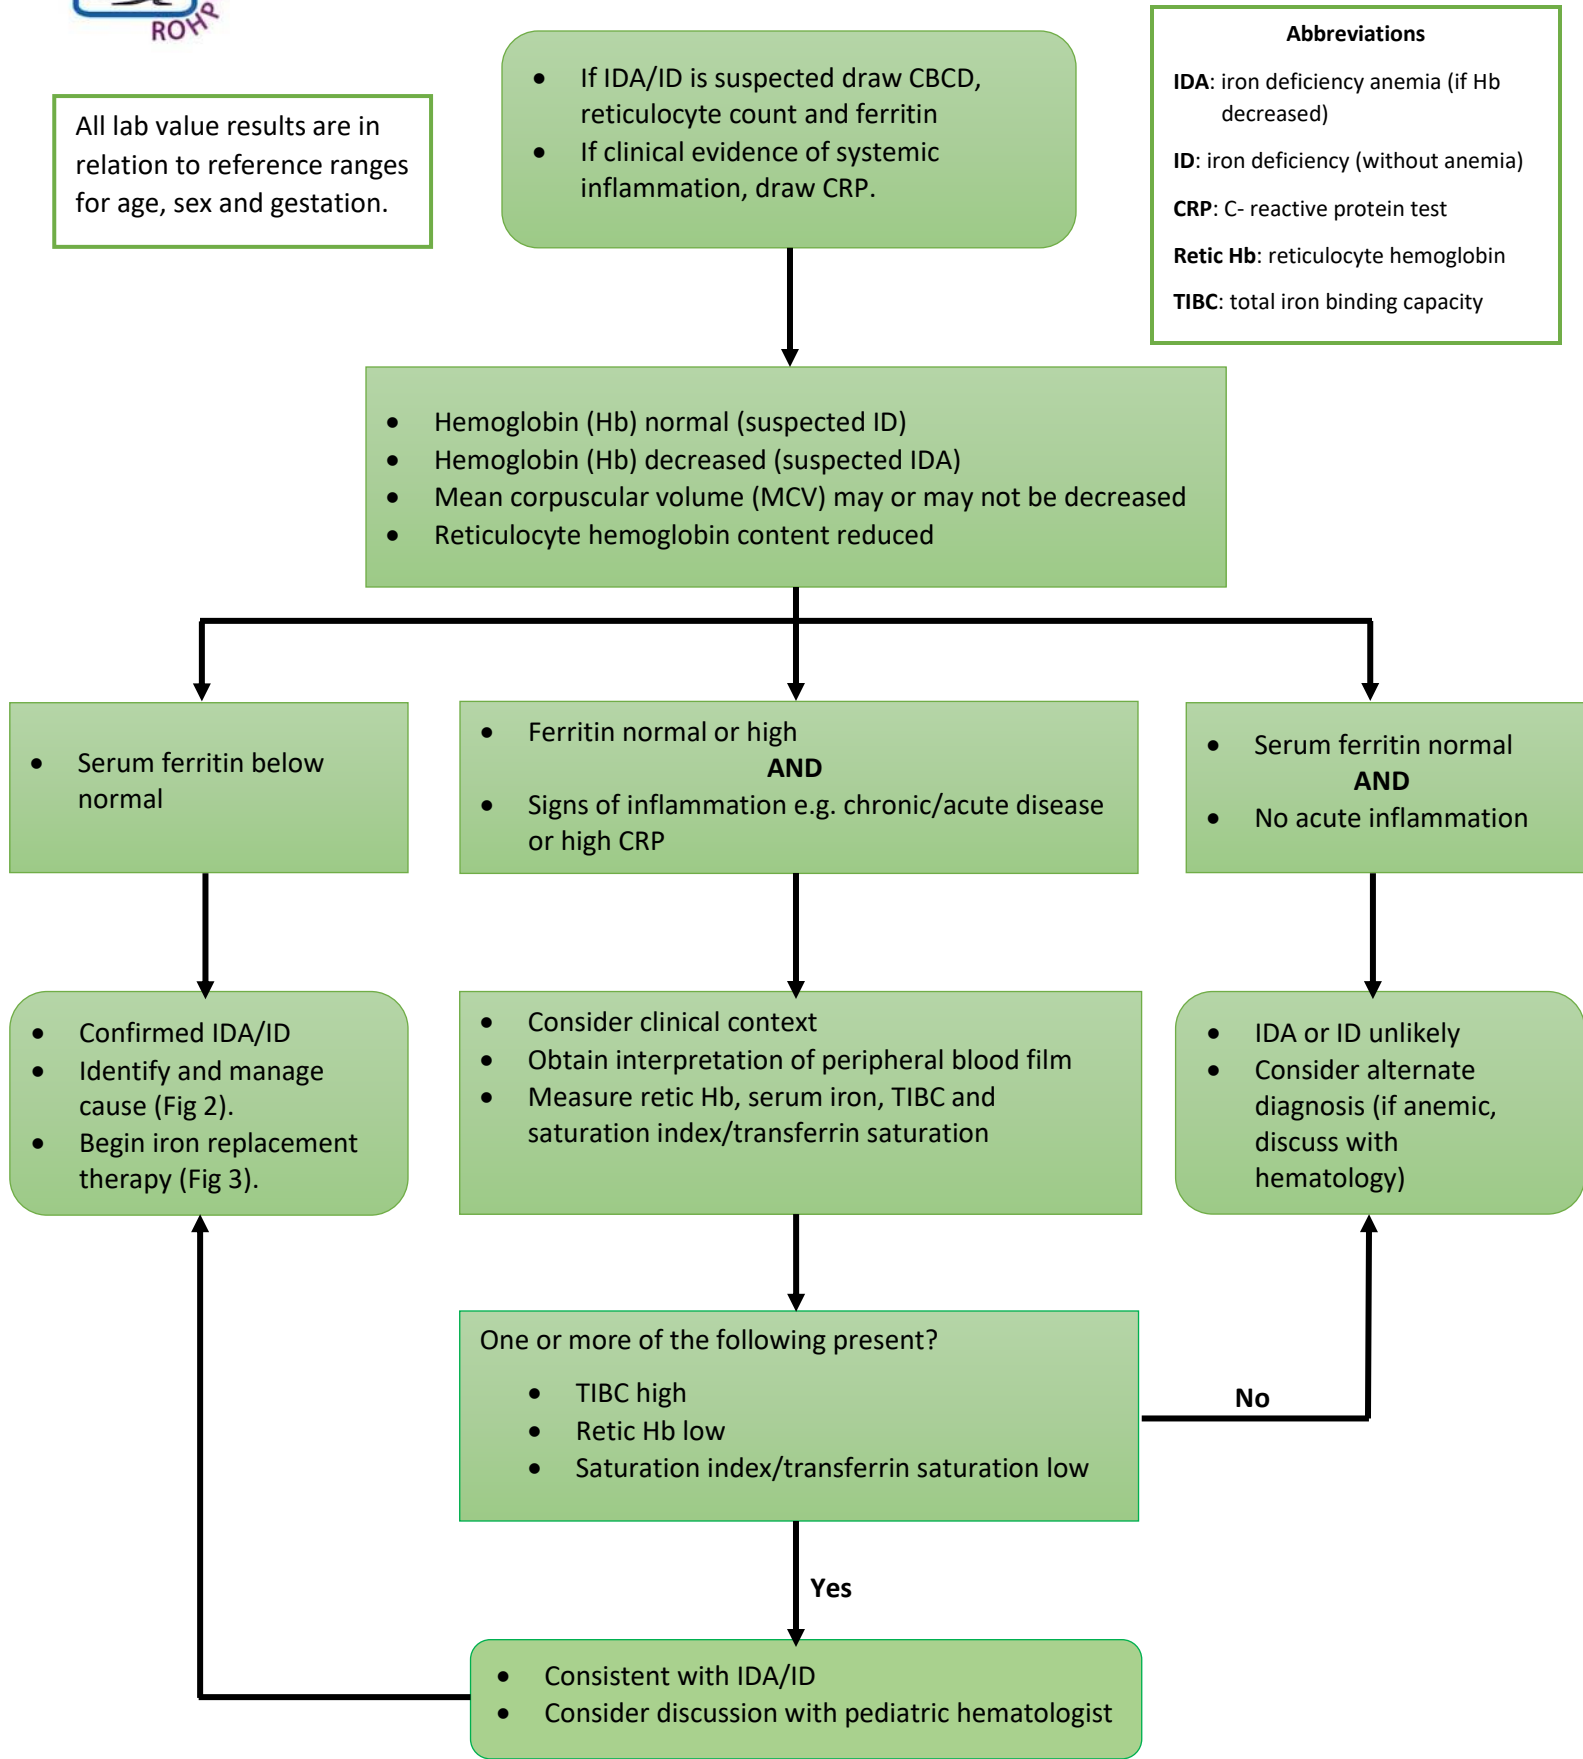 ROHP
All lab value results are in
relation to reference ranges
for age, sex and gestation.
• If IDA/ID is suspected draw CBCD,
reticulocyte count and ferritin
• If clinical evidence of systemic
inflammation, draw CRP.
Abbreviations
IDA: iron deficiency anemia (if Hb
decreased)
ID: iron deficiency (without anemia)
CRP: C- reactive protein test
Retic Hb: reticulocyte hemoglobin
TIBC: total iron binding capacity
• Hemoglobin (Hb) normal (suspected ID)
• Hemoglobin (Hb) decreased (suspected IDA)
• Mean corpuscular volume (MCV) may or may not be decreased
• Reticulocyte hemoglobin content reduced
• Serum ferritin below
normal
• Ferritin normal or high
AND
• Signs of inflammation e.g. chronic/acute disease
or high CRP
• Serum ferritin normal
AND
• No acute inflammation
• Confirmed IDA/ID
• Identify and manage
cause (Fig 2).
• Begin iron replacement
therapy (Fig 3).
• Consider clinical context
• Obtain interpretation of peripheral blood film
• Measure retic Hb, serum iron, TIBC and
saturation index/transferrin saturation
• IDA or ID unlikely
• Consider alternate
diagnosis (if anemic,
discuss with
hematology)
One or more of the following present?
• TIBC high
• Retic Hb low
• Saturation index/transferrin saturation low
No
Yes
• Consistent with IDA/ID
• Consider discussion with pediatric hematologist